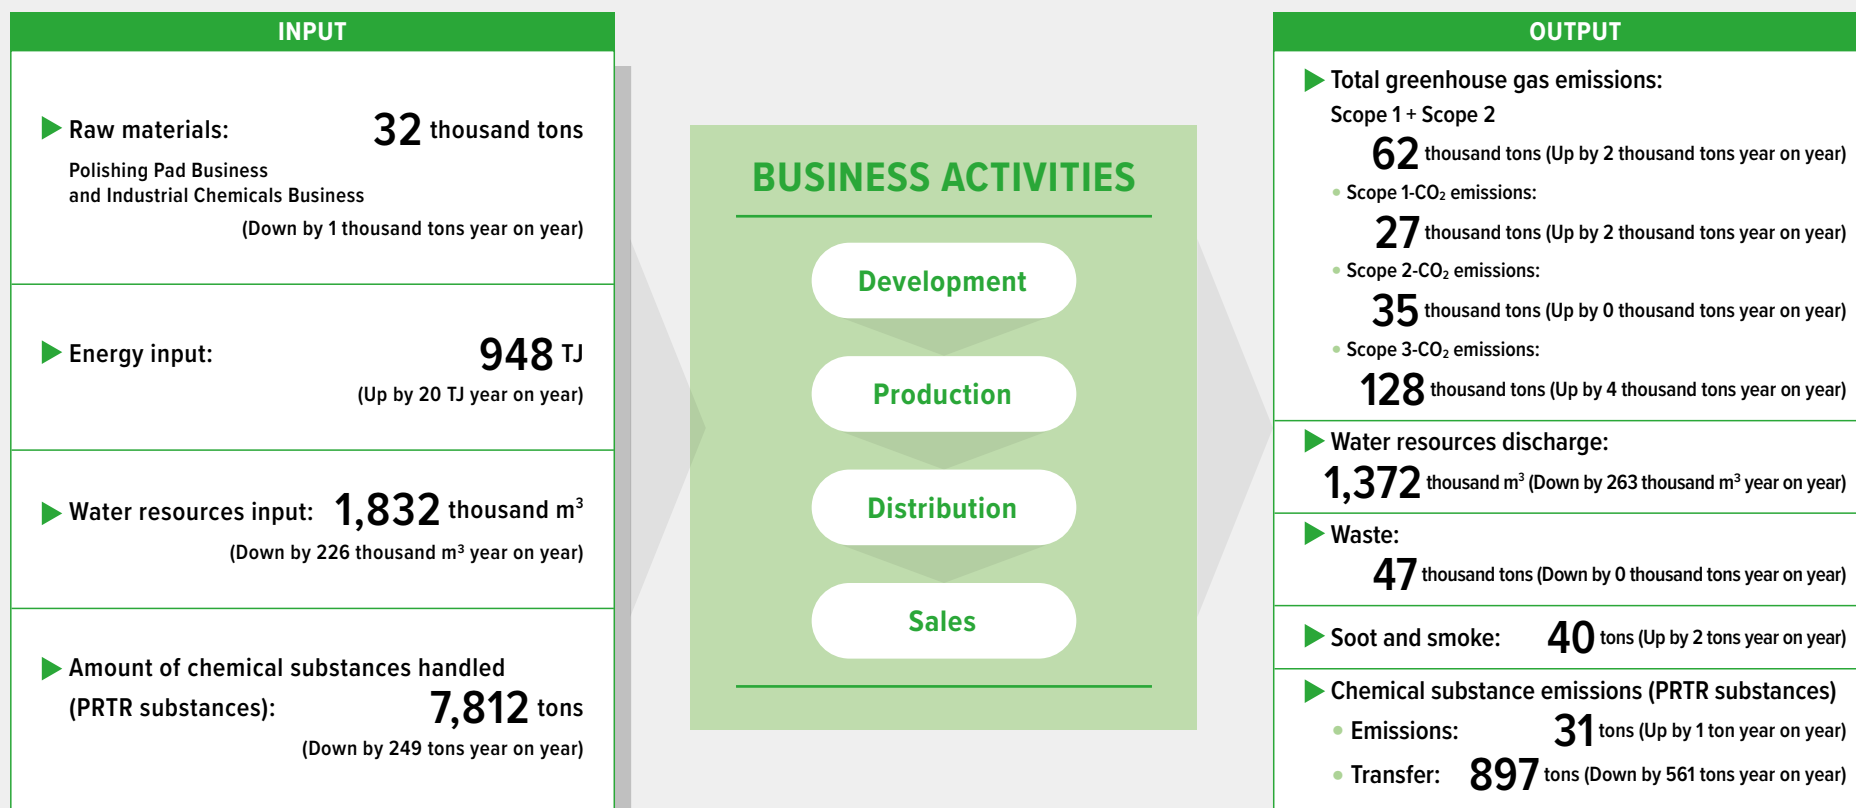 INPUT
Raw materials: 32 thousand tons
Polishing Pad Business
and Industrial Chemicals Business
(Down by 1 thousand tons year on year)
Energy input: 948 TJ
(Up by 20 TJ year on year)
Water resources input: 1,832 thousand m³
(Down by 226 thousand m³ year on year)
Amount of chemical substances handled
(PRTR substances): 7,812 tons
(Down by 249 tons year on year)
BUSINESS ACTIVITIES
Development
Production
Distribution
Sales
OUTPUT
Total greenhouse gas emissions:
Scope 1 + Scope 2
62 thousand tons (Up by 2 thousand tons year on year)
• Scope 1-CO₂ emissions:
27 thousand tons (Up by 2 thousand tons year on year)
• Scope 2-CO₂ emissions:
35 thousand tons (Up by 0 thousand tons year on year)
• Scope 3-CO₂ emissions:
128 thousand tons (Up by 4 thousand tons year on year)
Water resources discharge:
1,372 thousand m³ (Down by 263 thousand m³ year on year)
Waste:
47 thousand tons (Down by 0 thousand tons year on year)
Soot and smoke: 40 tons (Up by 2 tons year on year)
Chemical substance emissions (PRTR substances)
• Emissions: 31 tons (Up by 1 ton year on year)
• Transfer: 897 tons (Down by 561 tons year on year)